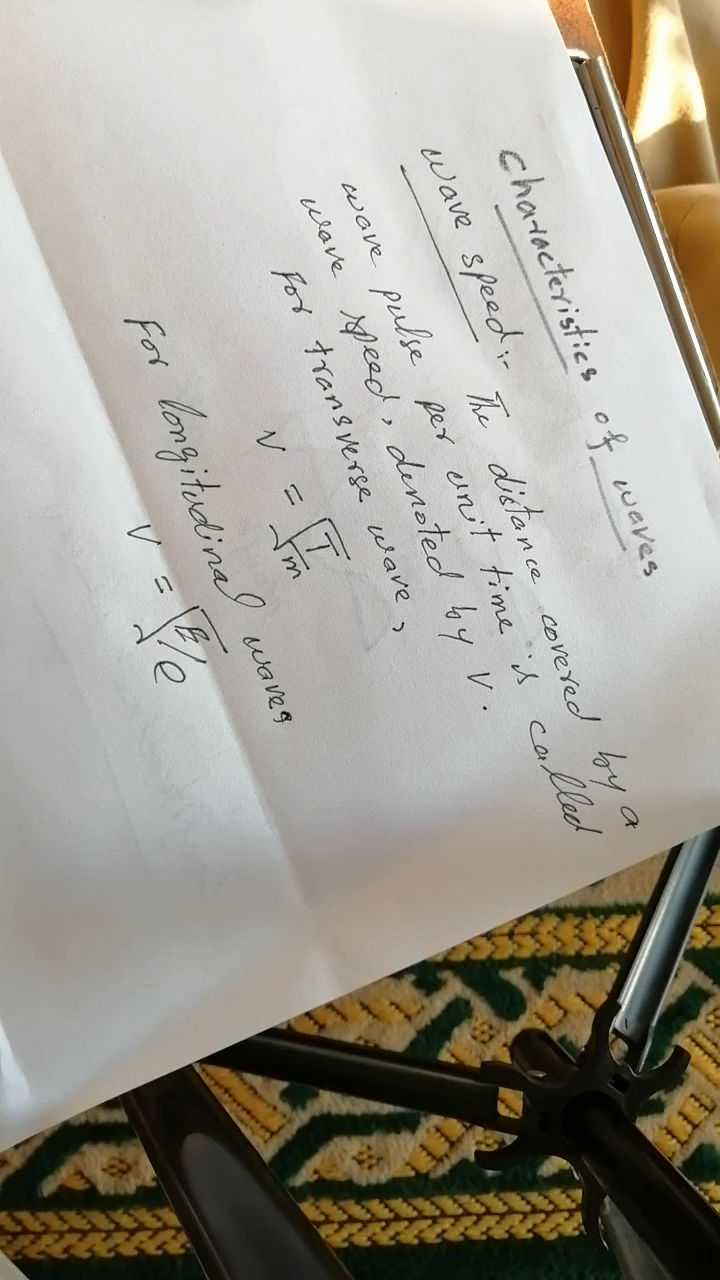 Characteristics of waves
wave speed:- The distance covered by a
wave pulse per unit time is called
wave speed, denoted by v.
For transverse wave,
v = √T/m
For longitudinal waves
v = √E/e